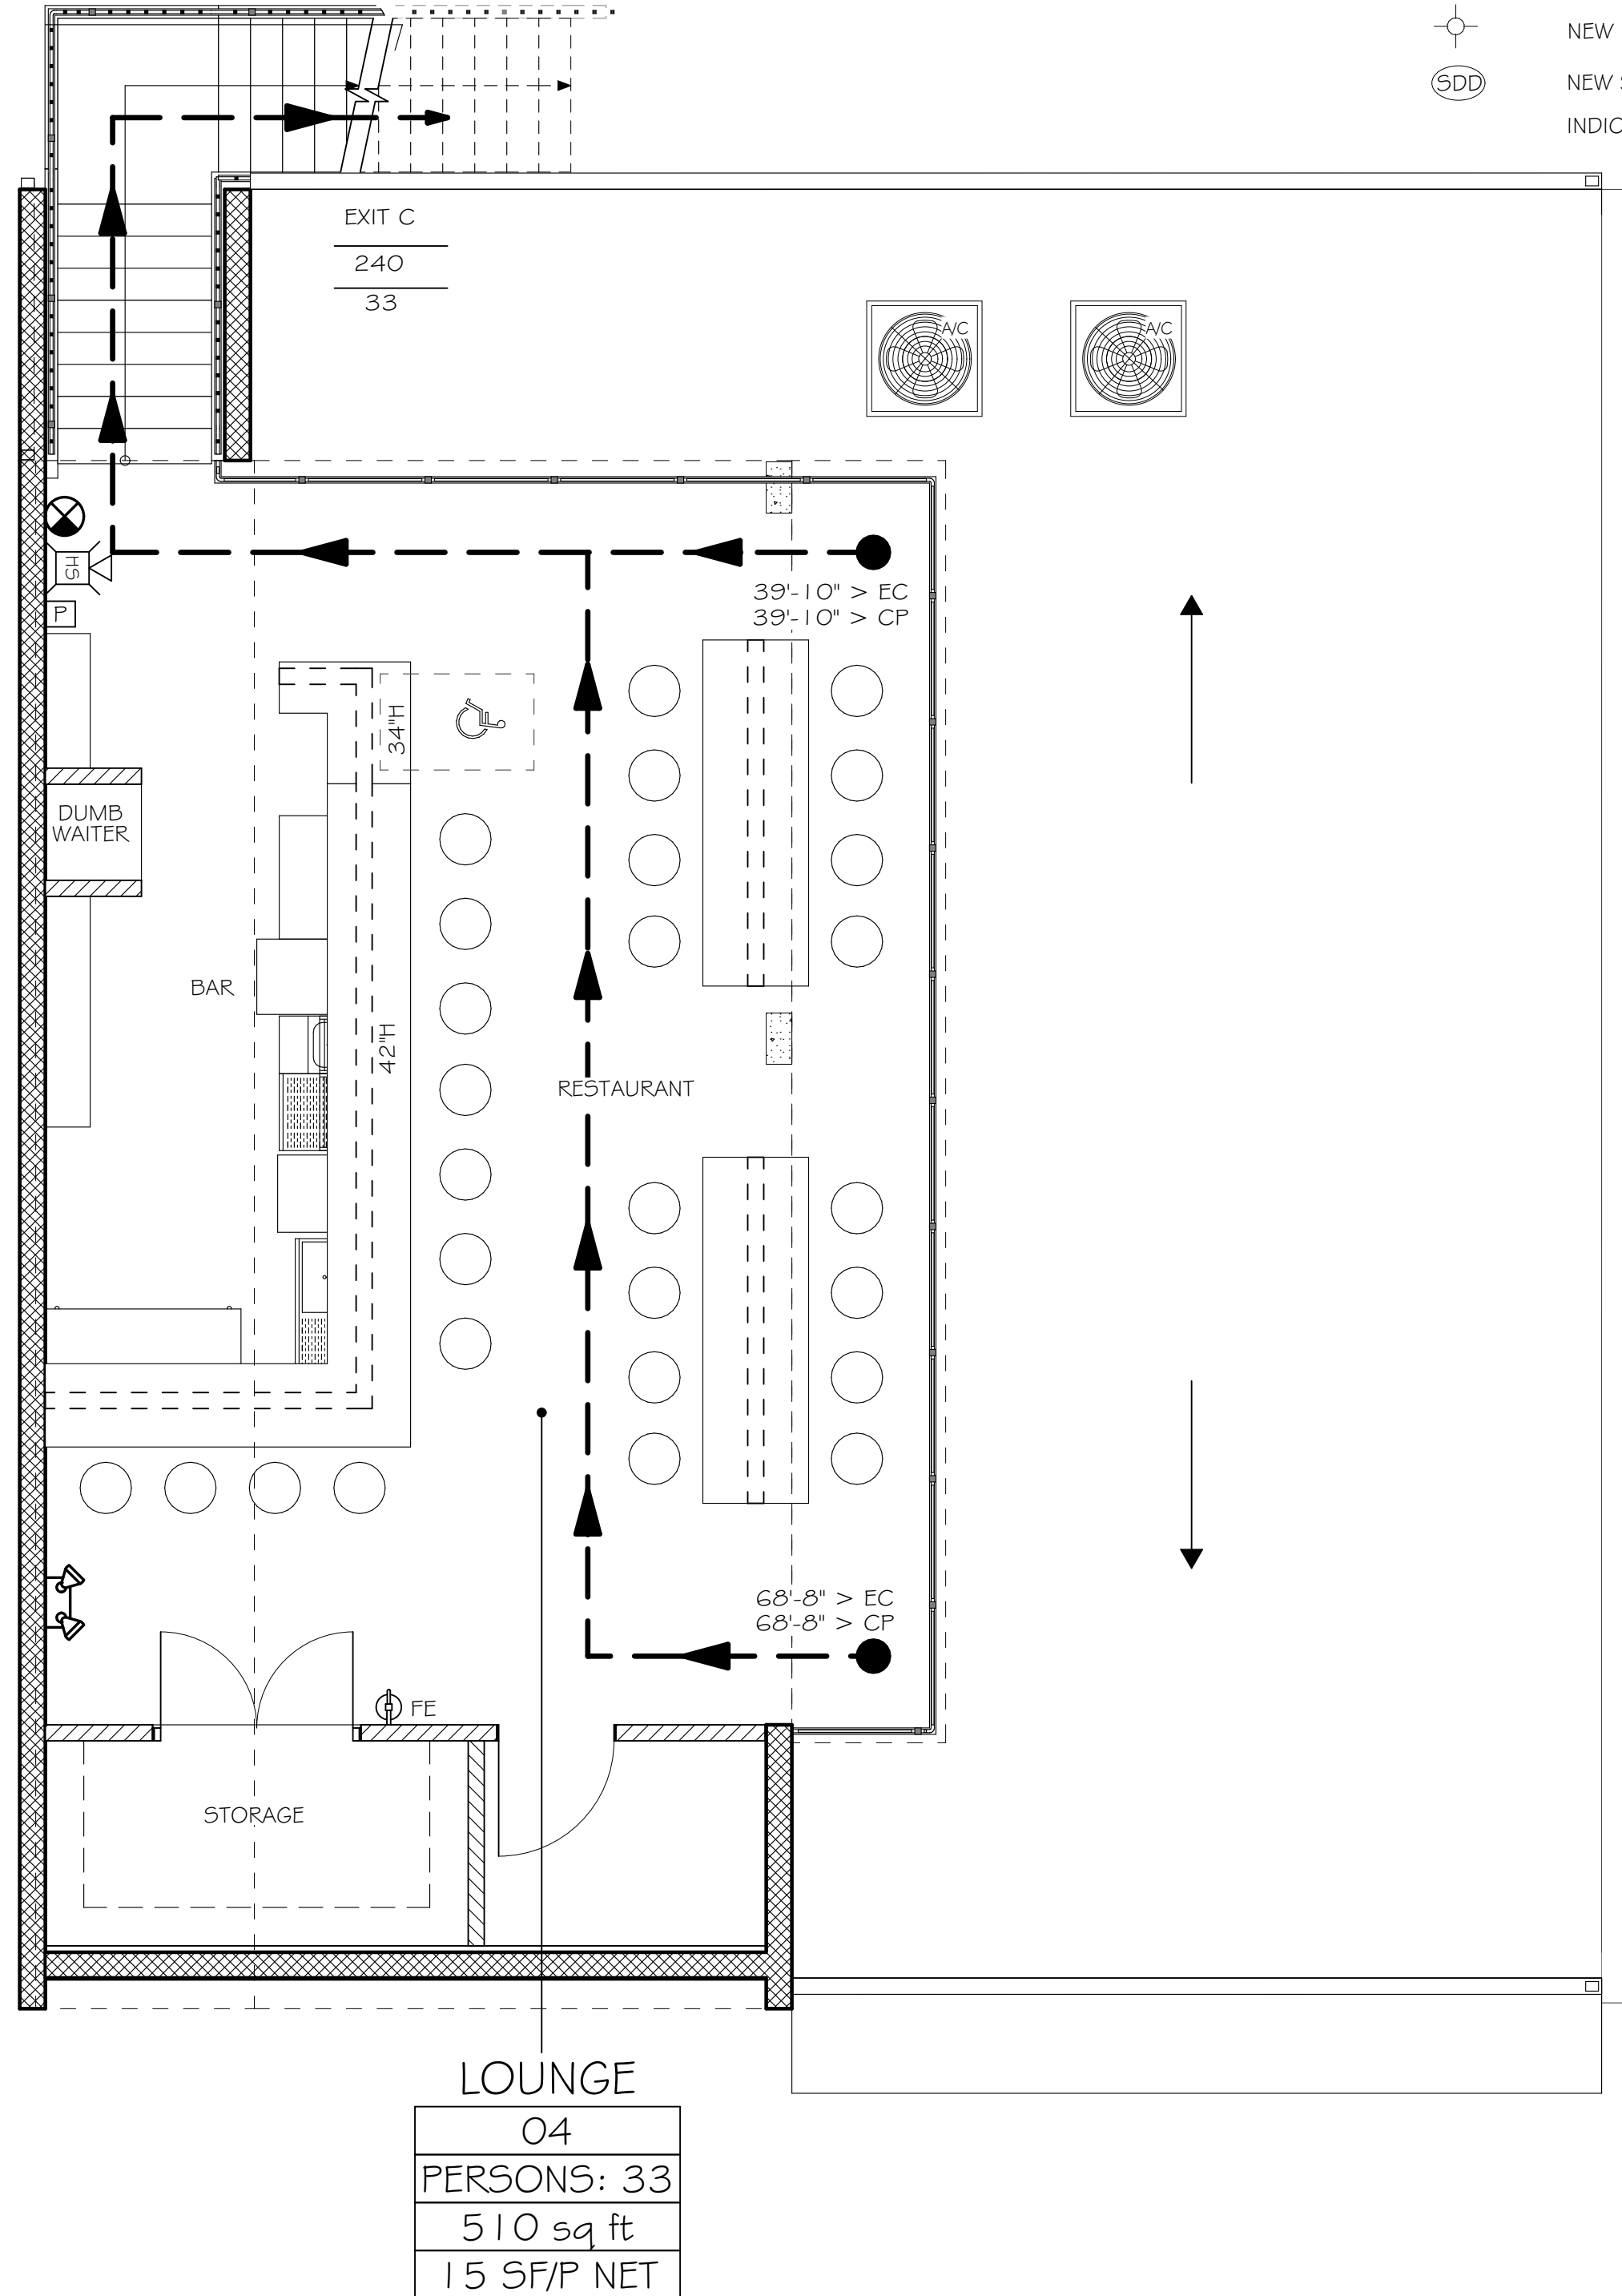 NEW
SDD
NEW
INDIC
EXIT C
240
33
A/C
A/C
HS
P
39'-10" > EC
39'-10" > CP
34"H
DUMB
WAITER
BAR
42"H
RESTAURANT
68'-8" > EC
68'-8" > CP
FE
STORAGE
LOUNGE
04
PERSONS: 33
510 sq ft
15 SF/P NET